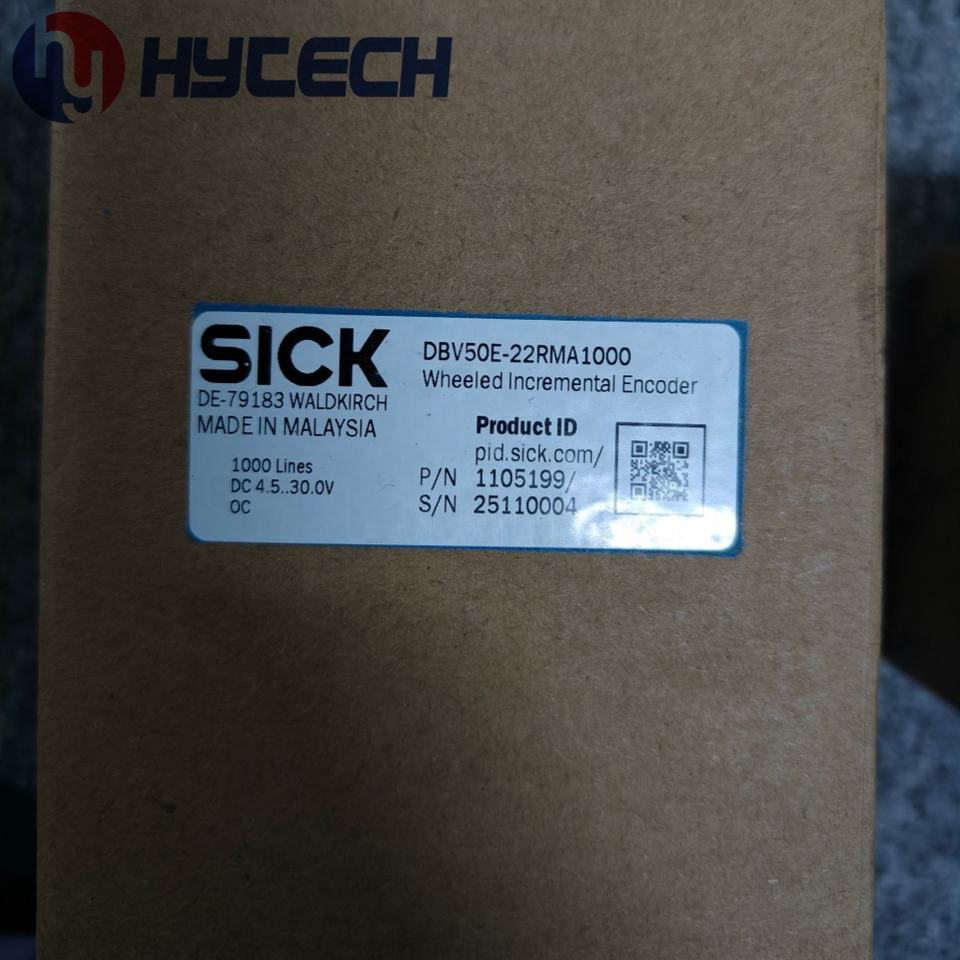 HYTECH
SICK
DE-79183 WALDKIRCH
MADE IN MALAYSIA
1000 Lines
DC 4.5..30.0V
OC
DBV50E-22RMA1000
Wheeled Incremental Encoder
Product ID
pid.sick.com/
P/N 1105199/
S/N 25110004